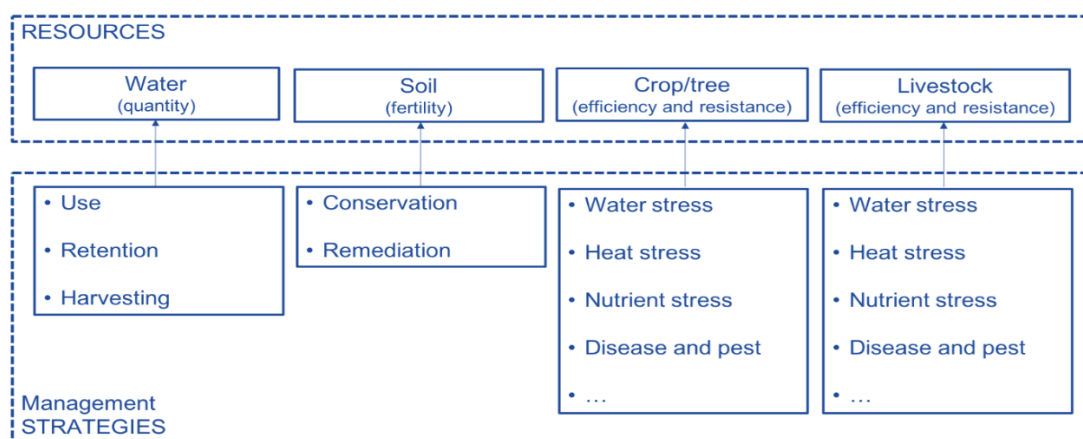 RESOURCES
Water
(quantity)
Soil
(fertility)
Crop/tree
(efficiency and resistance)
Livestock
(efficiency and resistance)
• Use
• Retention
• Harvesting
• Conservation
• Remediation
• Water stress
• Heat stress
• Nutrient stress
• Disease and pest
• …
• Water stress
• Heat stress
• Nutrient stress
• Disease and pest
• …
Management
STRATEGIES